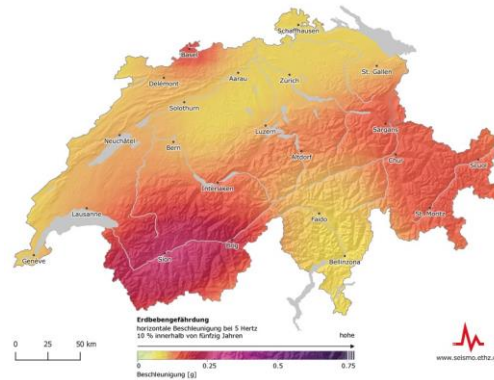 Schaffhausen
Basel
Delémont
Aarau
Zürich
St. Gallen
Solothurn
Neuchâtel
Bern
Luzern
Sargans
Altdorf
Chur
Scuol
Interlaken
Lausanne
Faido
St. Moritz
Sion
Brig
Genève
Bellinzona
Erdbebengefährdung
horizontale Beschleunigung bei 5 Hertz
10 % innerhalb von fünfzig Jahren
hohe
0 25 50 km
0 0.25 0.5 0.75
Beschleunigung [g]
www.seismo.ethz.c